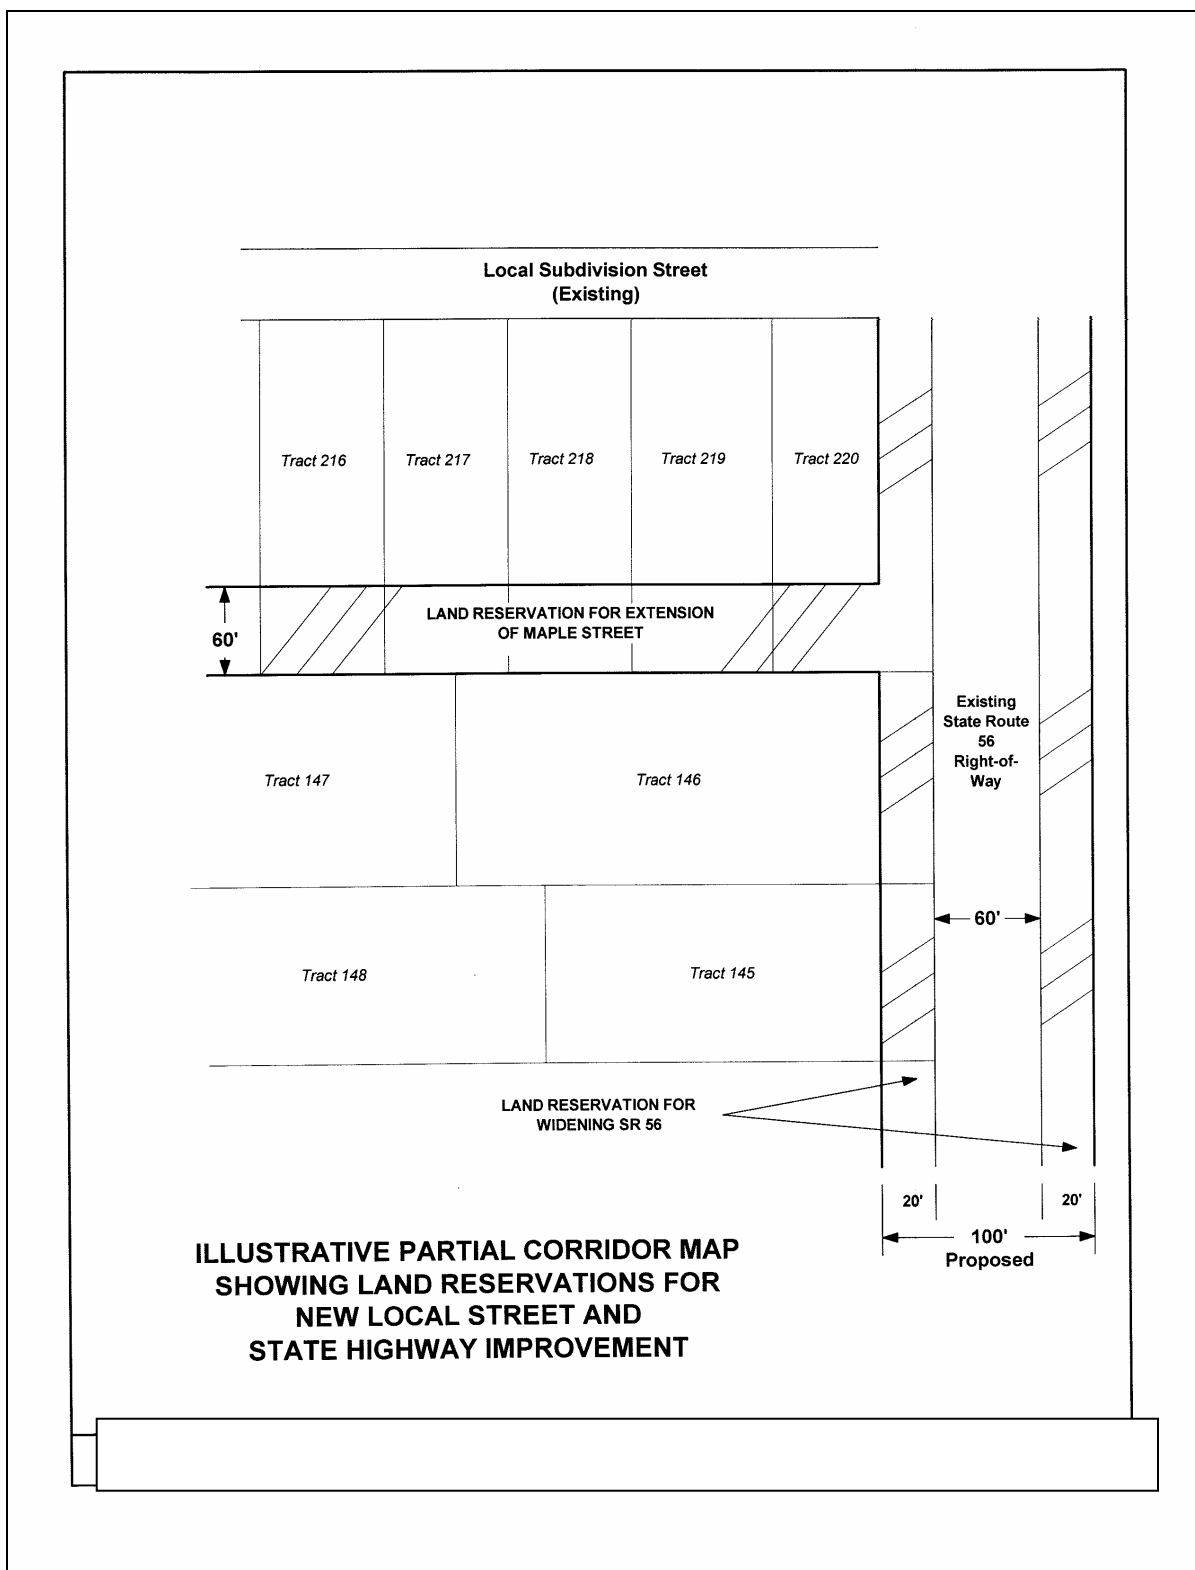 Local Subdivision Street
(Existing)
Tract 216
Tract 217
Tract 218
Tract 219
Tract 220
LAND RESERVATION FOR EXTENSION
OF MAPLE STREET
60'
Existing
State Route
56
Right-of-
Way
Tract 147
Tract 146
60'
Tract 148
Tract 145
LAND RESERVATION FOR
WIDENING SR 56
20'
20'
100'
Proposed
ILLUSTRATIVE PARTIAL CORRIDOR MAP
SHOWING LAND RESERVATIONS FOR
NEW LOCAL STREET AND
STATE HIGHWAY IMPROVEMENT